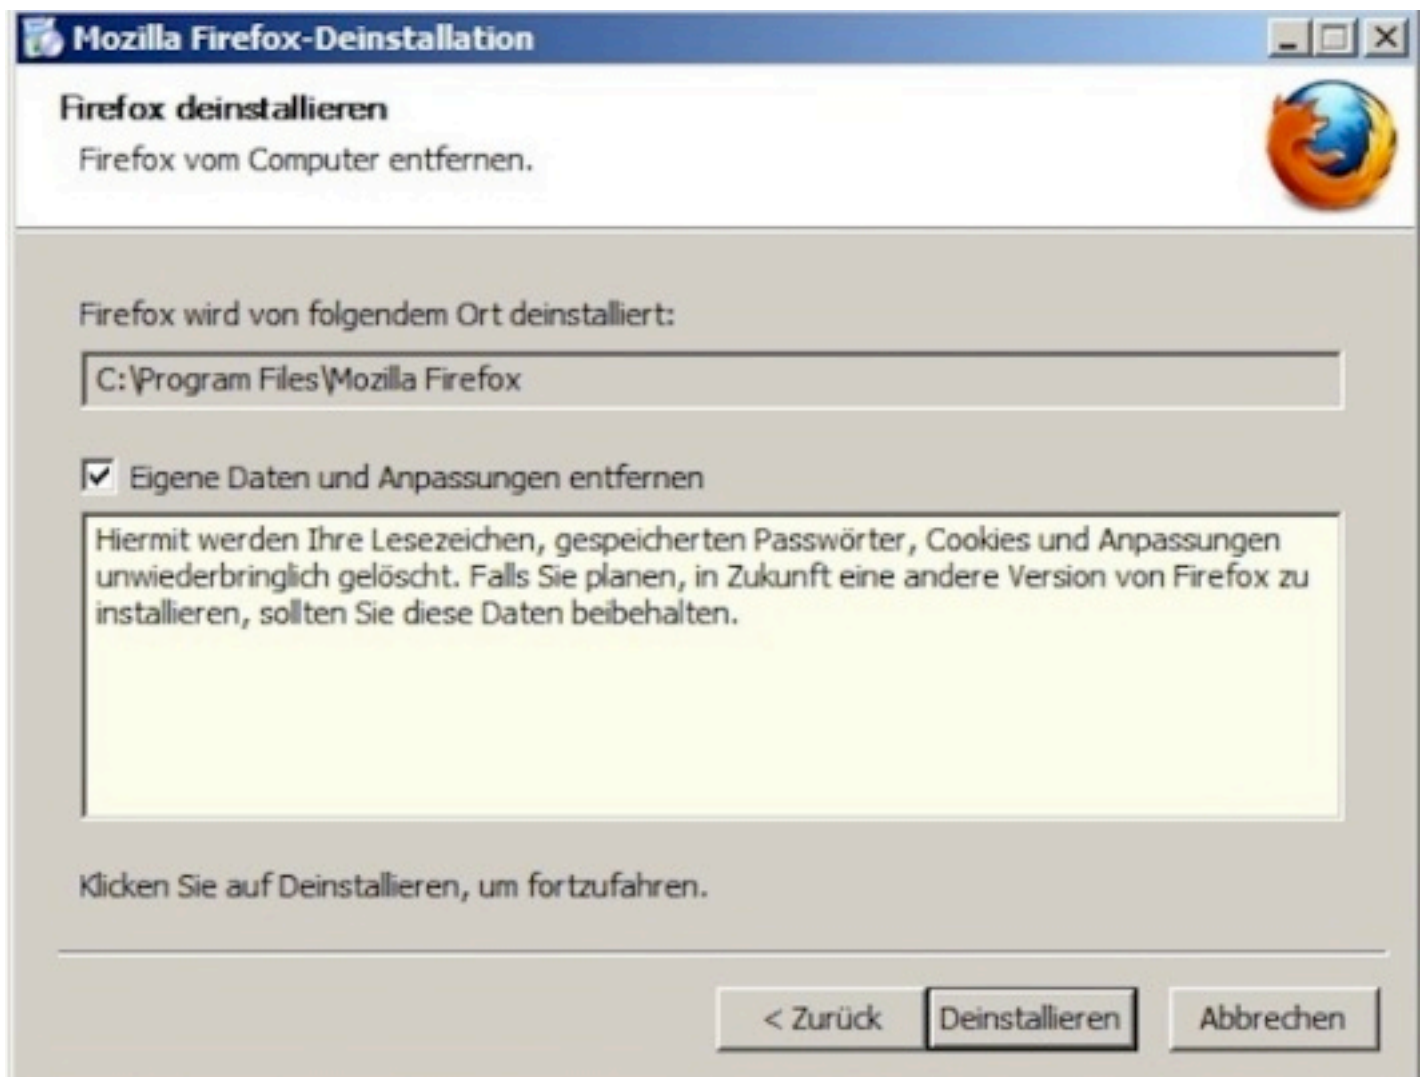 Mozilla Firefox-Deinstallation
Firefox deinstallieren
Firefox vom Computer entfernen.
Firefox wird von folgendem Ort deinstalliert:
C:\Program Files\Mozilla Firefox
Eigene Daten und Anpassungen entfernen
Hiermit werden Ihre Lesezeichen, gespeicherten Passwörter, Cookies und Anpassungen
unwiederbringlich gelöscht. Falls Sie planen, in Zukunft eine andere Version von Firefox zu
installieren, sollten Sie diese Daten beibehalten.
Klicken Sie auf Deinstallieren, um fortzufahren.
< Zurück Deinstallieren Abbrechen